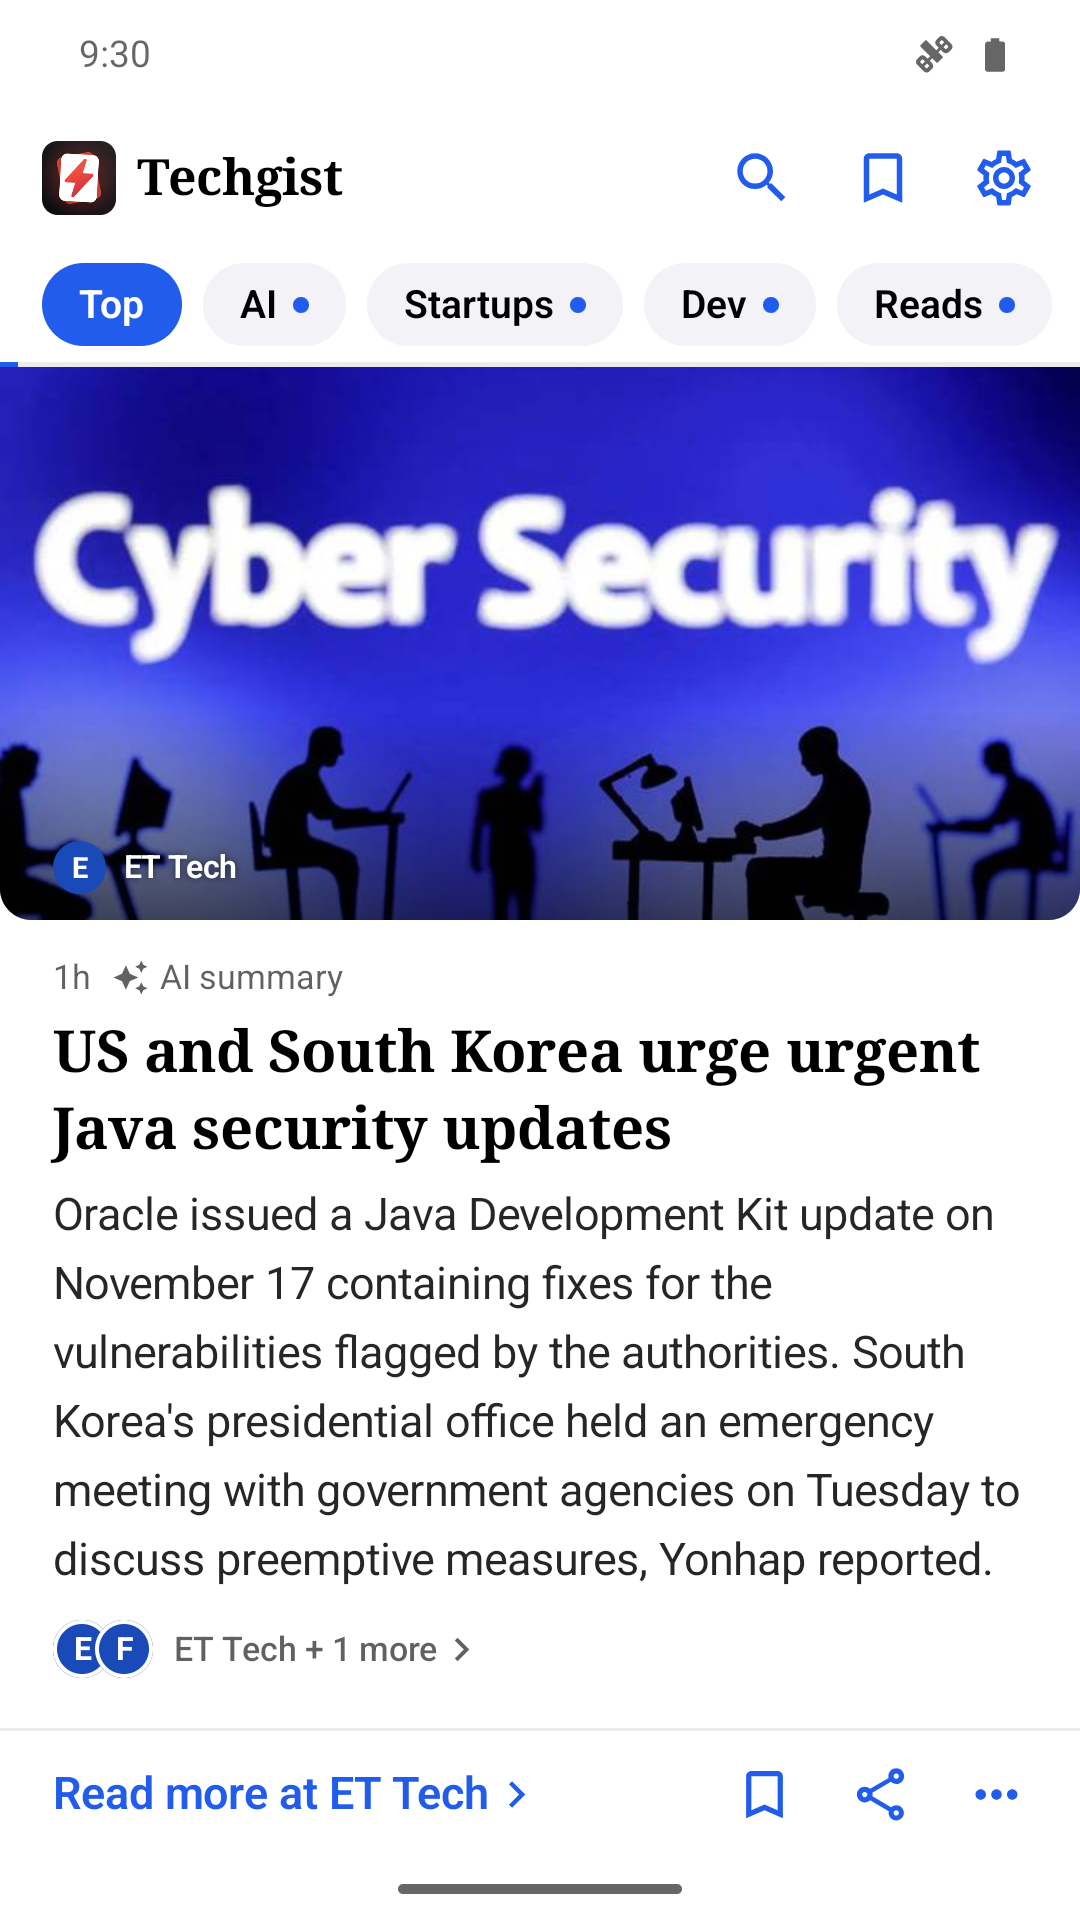 9:30
Techgist
Top
AI
Startups
Dev
Reads
Cyber Security
E
ET Tech
1h
AI summary
US and South Korea urge urgent
Java security updates
Oracle issued a Java Development Kit update on
November 17 containing fixes for the
vulnerabilities flagged by the authorities. South
Korea's presidential office held an emergency
meeting with government agencies on Tuesday to
discuss preemptive measures, Yonhap reported.
E F
ET Tech + 1 more
Read more at ET Tech